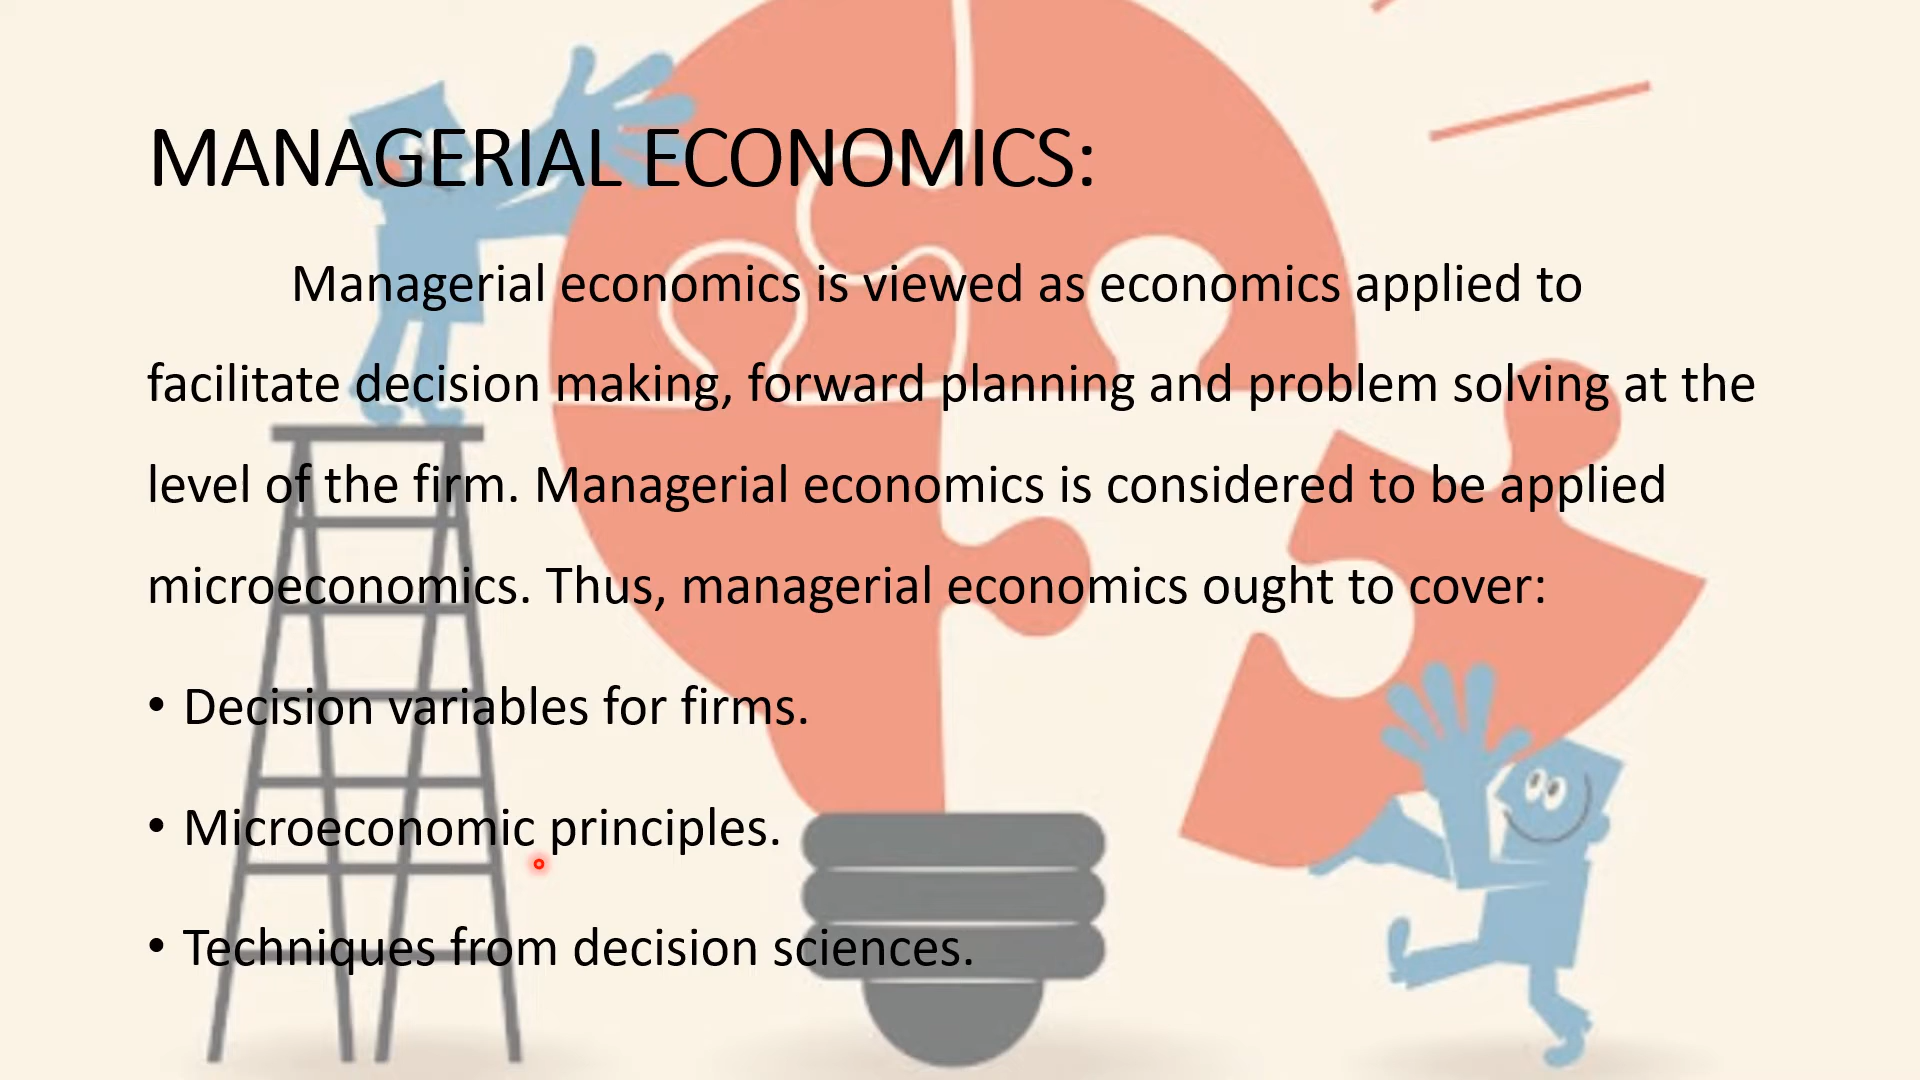 MANAGERIAL ECONOMICS:
Managerial economics is viewed as economics applied to
facilitate decision making, forward planning and problem solving at the
level of the firm. Managerial economics is considered to be applied
microeconomics. Thus, managerial economics ought to cover:
• Decision variables for firms.
• Microeconomic principles.
• Techniques from decision sciences.